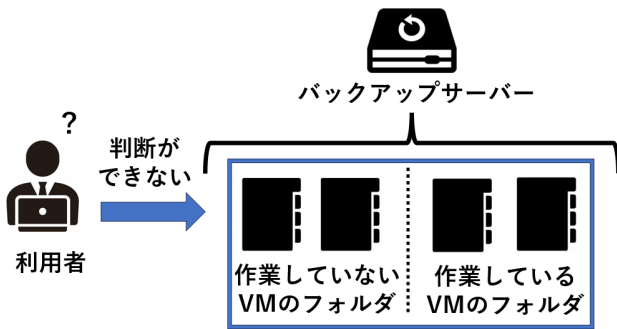 バックアップサーバー
?
判断が
できない
利用者
作業していない
VMのフォルダ
作業している
VMのフォルダ